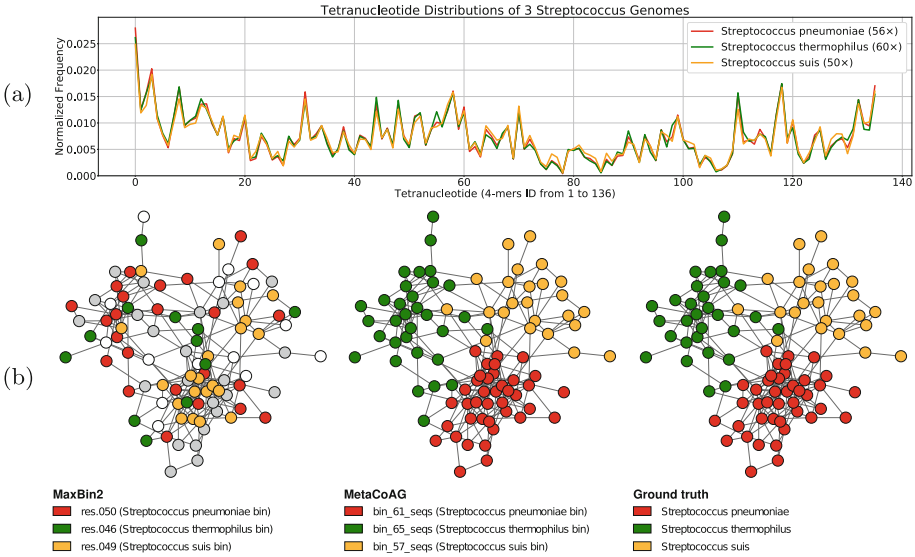 Tetranucleotide Distributions of 3 Streptococcus Genomes
(a)
Normalized Frequency
0.025
0.020
0.015
0.010
0.005
0.000
Streptococcus pneumoniae (56×)
Streptococcus thermophilus (60×)
Streptococcus suis (50×)
0 20 40 60 80 100 120 140
Tetranucleotide (4-mers ID from 1 to 136)
(b)
MaxBin2
res.050 (Streptococcus pneumoniae bin)
res.046 (Streptococcus thermophilus bin)
res.049 (Streptococcus suis bin)
MetaCoAG
bin_61_seqs (Streptococcus pneumoniae bin)
bin_65_seqs (Streptococcus thermophilus bin)
bin_57_seqs (Streptococcus suis bin)
Ground truth
Streptococcus pneumoniae
Streptococcus thermophilus
Streptococcus suis